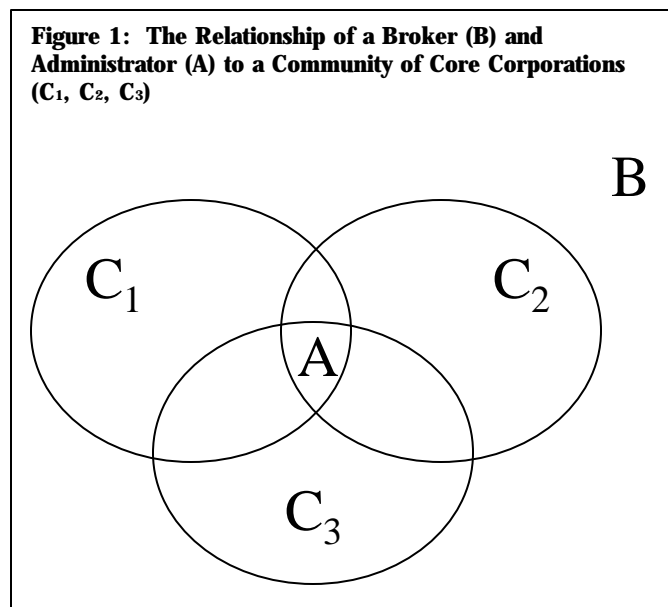 Figure 1: The Relationship of a Broker (B) and
Administrator (A) to a Community of Core Corporations
(C₁, C₂, C₃)
B
C₁
C₂
A
C₃